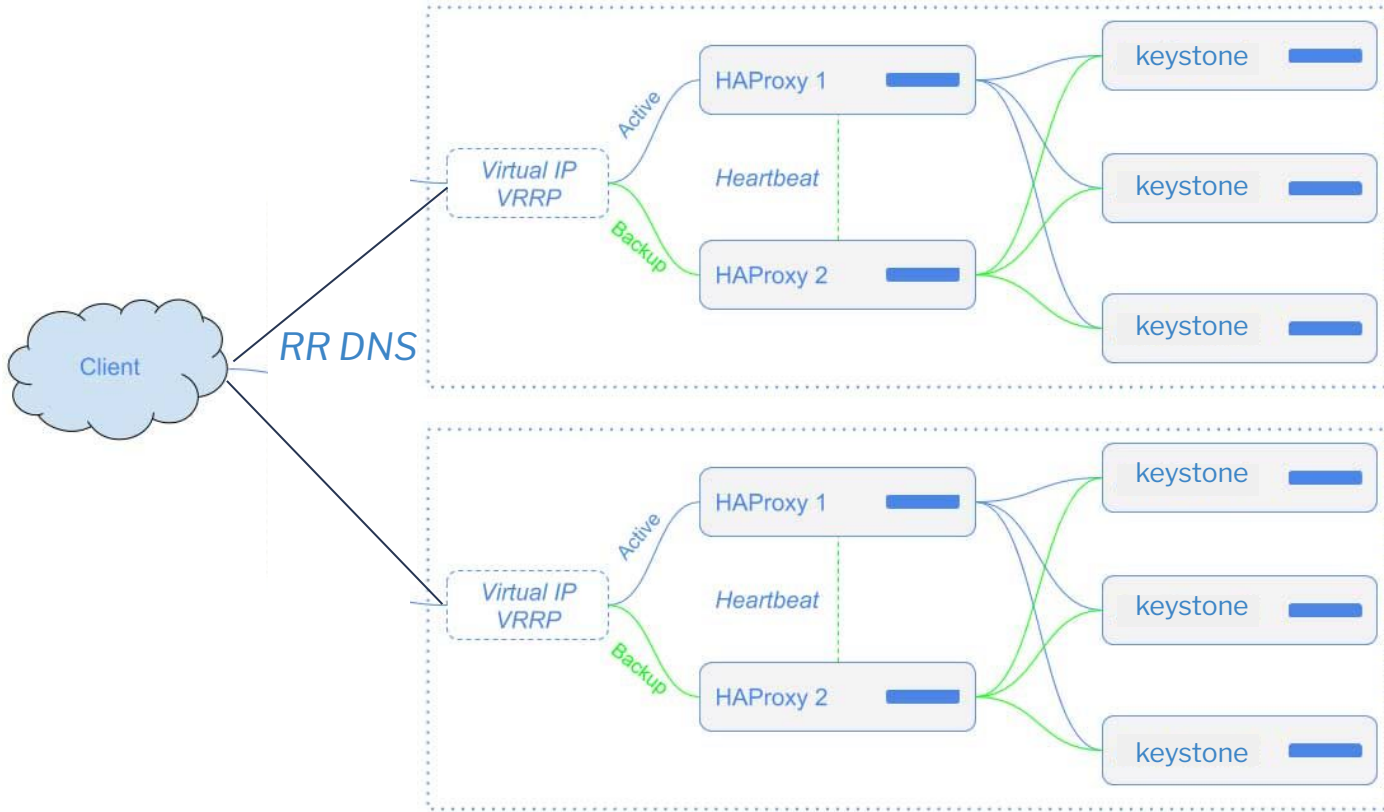 keystone
HAProxy 1
Active
Virtual IP
VRRP
Heartbeat
keystone
Backup
HAProxy 2
keystone
RR DNS
Client
keystone
HAProxy 1
Active
Virtual IP
VRRP
Heartbeat
keystone
Backup
HAProxy 2
keystone